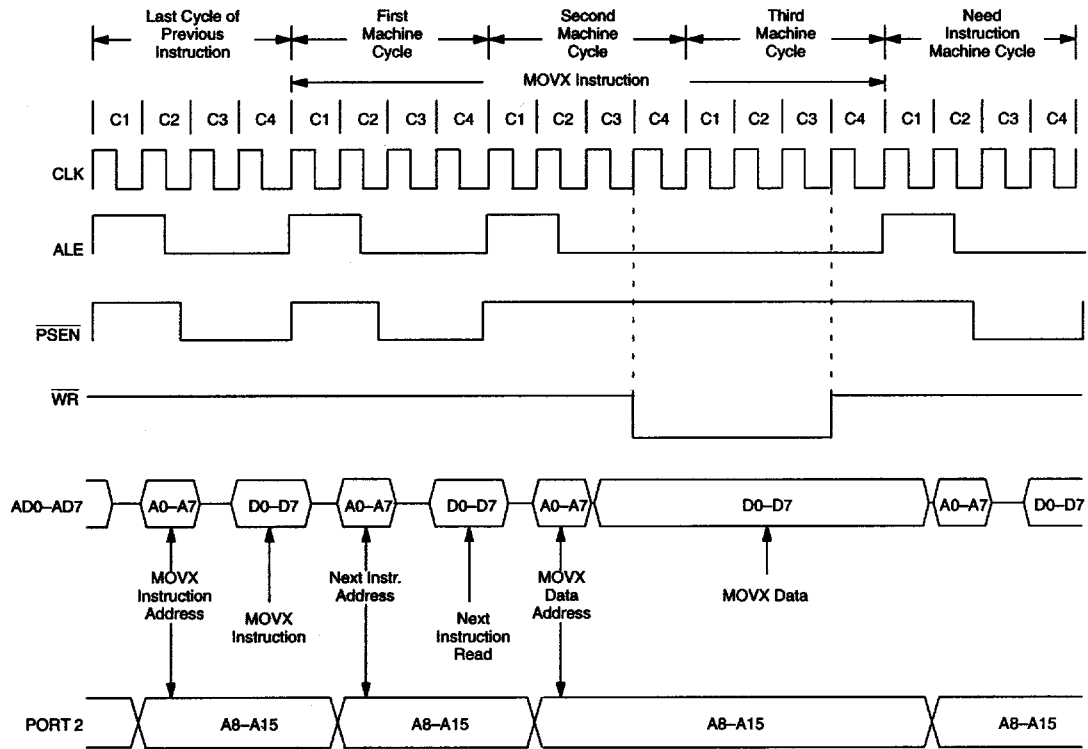 Last Cycle of
Previous
Instruction
First
Machine
Cycle
Second
Machine
Cycle
Third
Machine
Cycle
Need
Instruction
Machine Cycle
MOVX Instruction
C1 C2 C3 C4 C1 C2 C3 C4 C1 C2 C3 C4 C1 C2 C3 C4 C1 C2 C3 C4
CLK
ALE
PSEN
WR
AD0–AD7 A0–A7 D0–D7 A0–A7 D0–D7 A0–A7 D0–D7 A0–A7 D0–D7
MOVX
Instruction
Address
MOVX
Instruction
Next Instr.
Address
Next
Instruction
Read
MOVX
Data
Address
MOVX Data
PORT 2 A8–A15 A8–A15 A8–A15 A8–A15